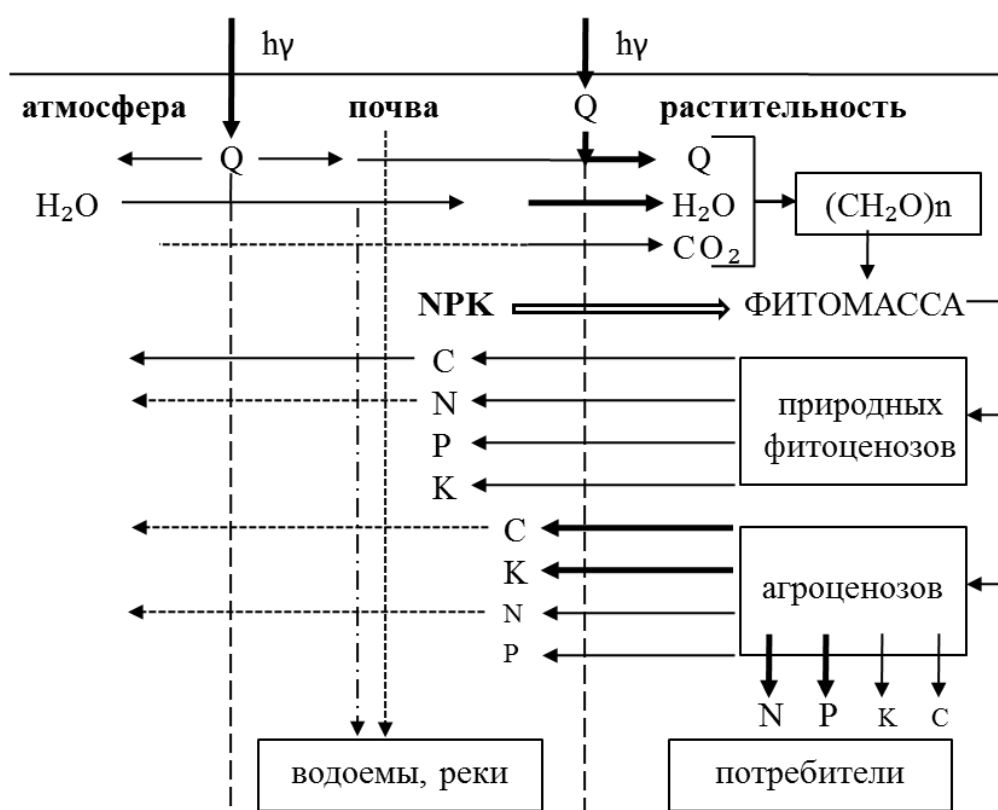 hγ hγ
атмосфера почва Q растительность
Q Q
H₂O H₂O (CH₂O)n
CO₂
NPK ФИТОМАССА
C
N природных
P фитоценозов
K
C
K агроценозов
N
P
N P K C
водоемы, реки потребители